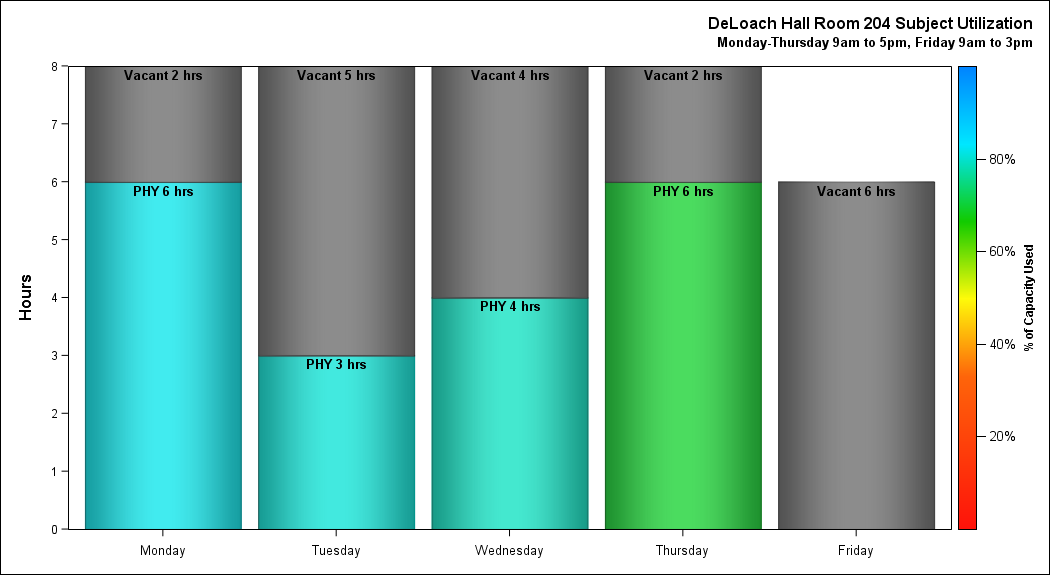 DeLoach Hall Room 204 Subject Utilization
Monday-Thursday 9am to 5pm, Friday 9am to 3pm
Hours
8
7
6
5
4
3
2
1
0
Vacant 2 hrs
PHY 6 hrs
Vacant 5 hrs
PHY 3 hrs
Vacant 4 hrs
PHY 4 hrs
Vacant 2 hrs
PHY 6 hrs
Vacant 6 hrs
Monday
Tuesday
Wednesday
Thursday
Friday
80%
60%
40%
20%
% of Capacity Used